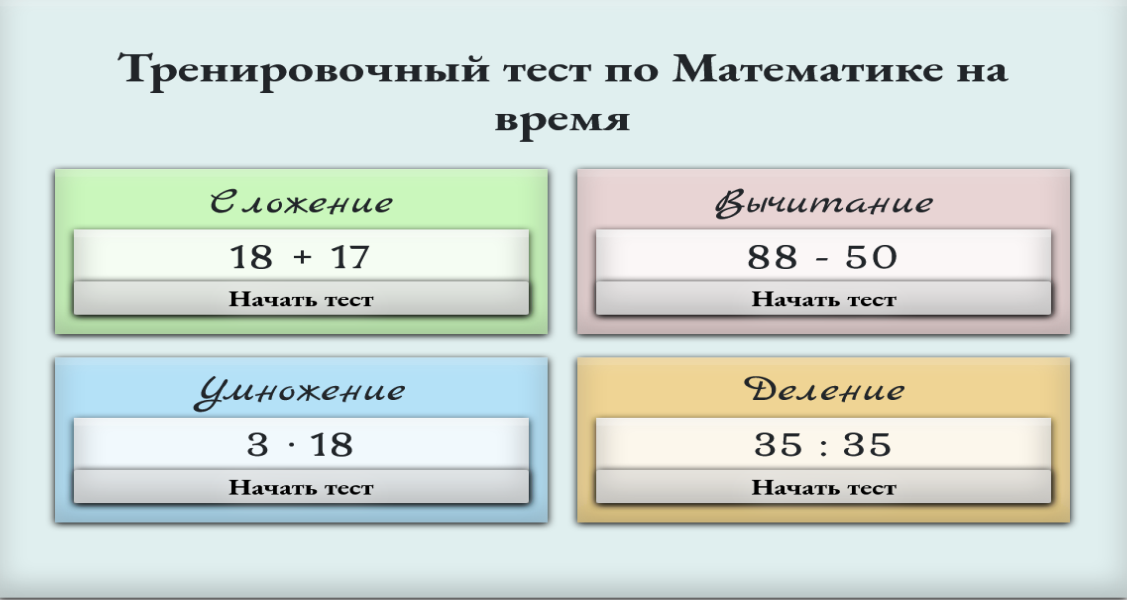 Тренировочный тест по Математике на
время
Сложение
18 + 17
Начать тест
Вычитание
88 - 50
Начать тест
Умножение
3 · 18
Начать тест
Деление
35 : 35
Начать тест